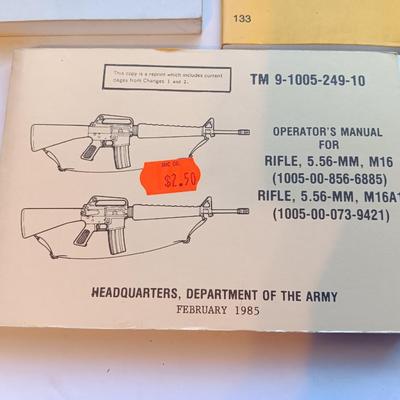 133
This copy is a reprint which includes current
pages from Changes 1 and 2.
TM 9-1005-249-10
OPERATOR'S MANUAL
FOR
RIFLE, 5.56-MM, M16
(1005-00-856-6885)
RIFLE, 5.56-MM, M16A1
(1005-00-073-9421)
$2.50
HEADQUARTERS, DEPARTMENT OF THE ARMY
FEBRUARY 1985